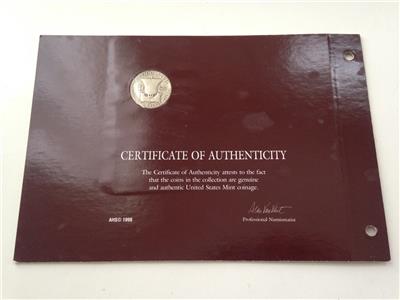 CERTIFICATE OF AUTHENTICITY
The Certificate of Authenticity attests to the fact
that the coins in the collection are genuine
and authentic United States Mint coinage.
AHSC 1998
Professional Numismatist